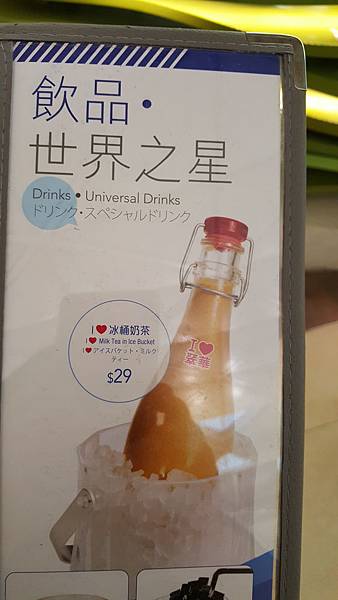 飲品・
世界之星
Drinks • Universal Drinks
ドリンク・スペシャルドリンク
I ❤ 冰桶奶茶
I ❤ Milk Tea in Ice Bucket
I ❤ アイスバケット・ミルク
ティー
$29
I ❤
翠華